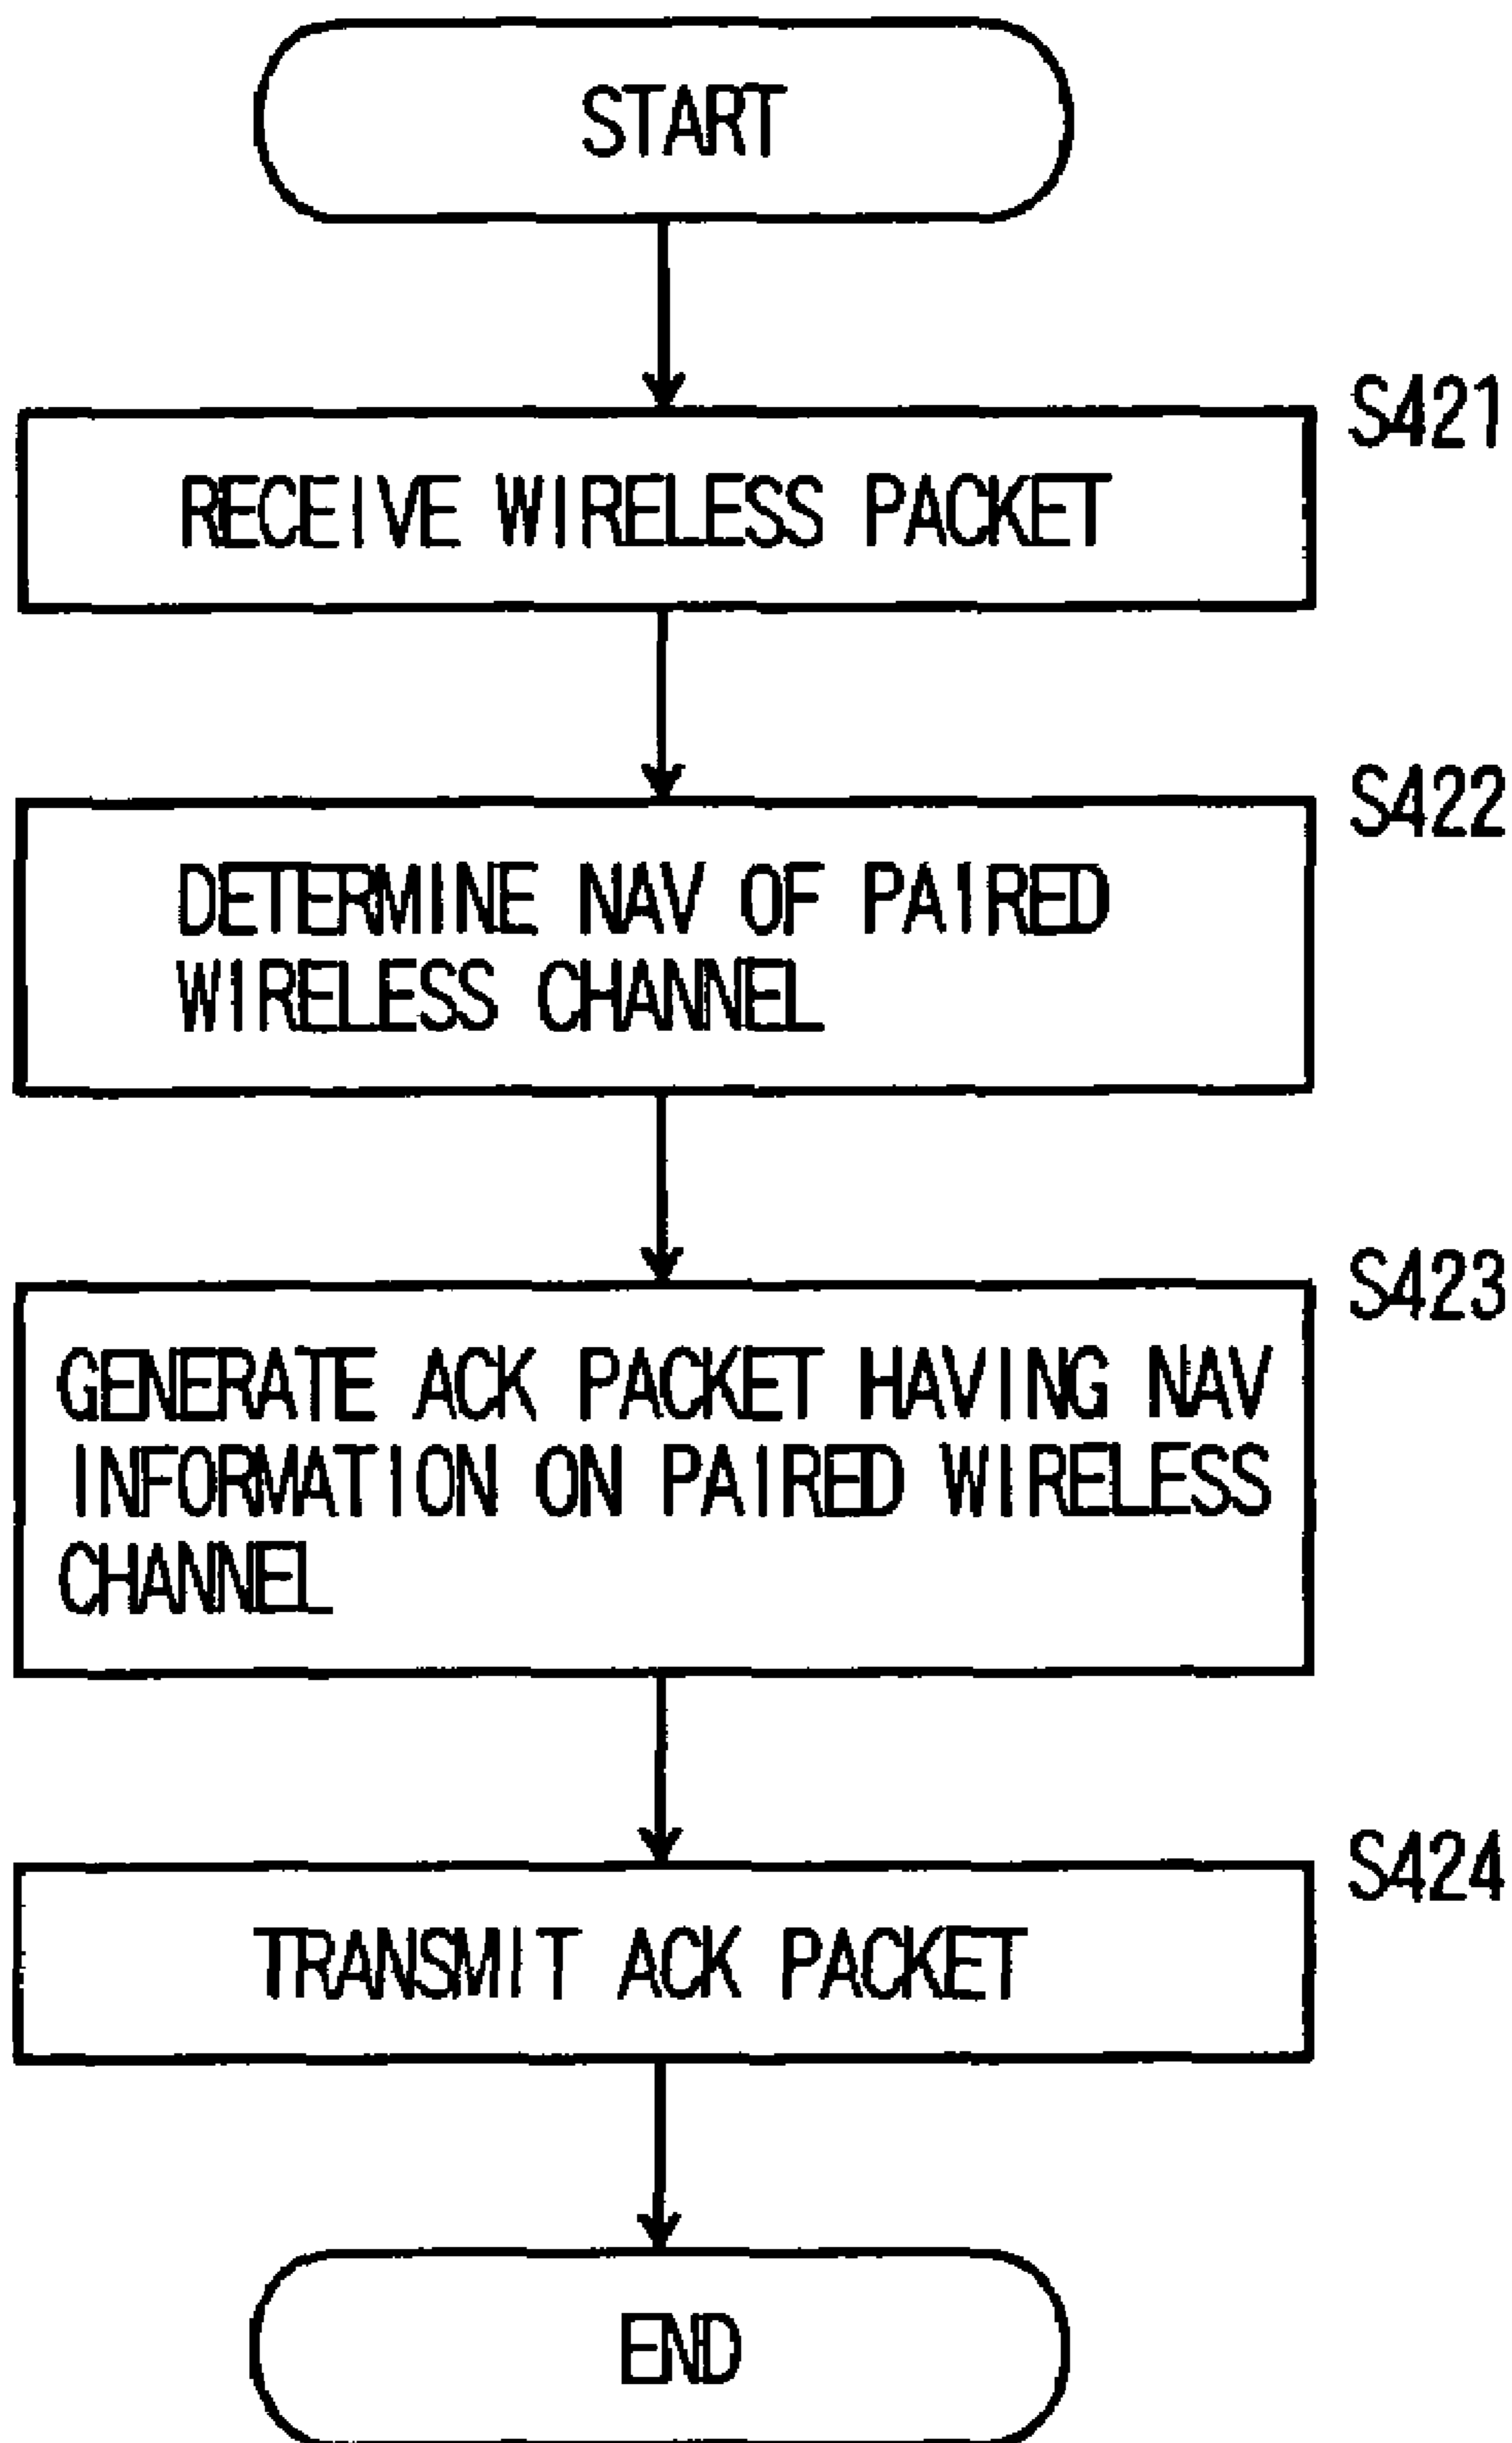 START
S421
RECEIVE WIRELESS PACKET
S422
DETERMINE NAV OF PAIRED
WIRELESS CHANNEL
S423
GENERATE ACK PACKET HAVING NAV
INFORMATION ON PAIRED WIRELESS
CHANNEL
S424
TRANSMIT ACK PACKET
END